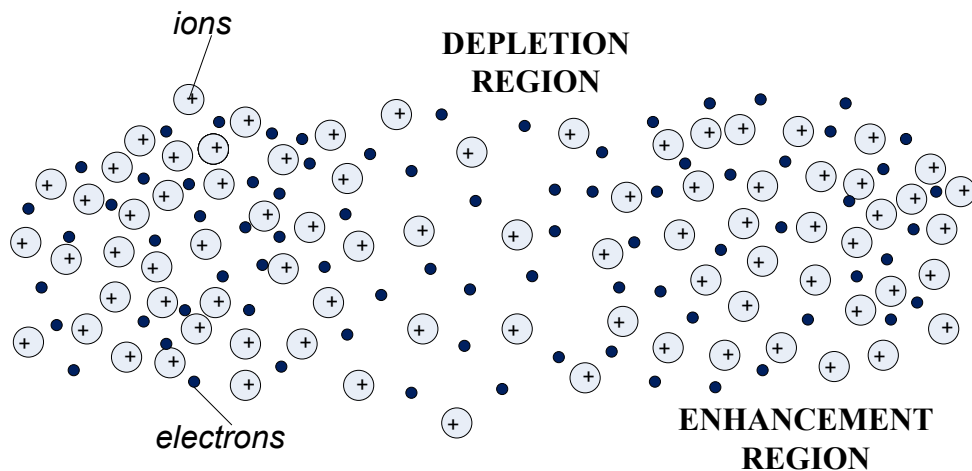 ions
DEPLETION
REGION
electrons
ENHANCEMENT
REGION